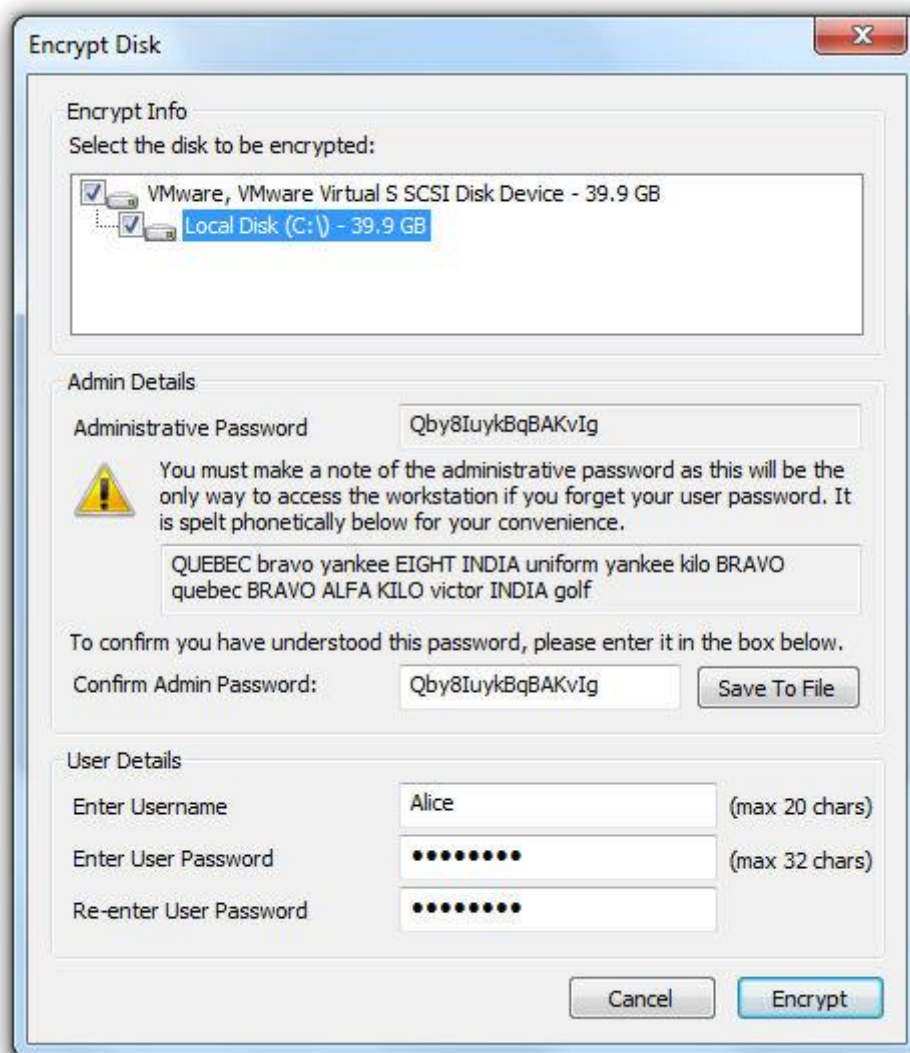 Encrypt Disk
Encrypt Info
Select the disk to be encrypted:
VMware, VMware Virtual S SCSI Disk Device - 39.9 GB
Local Disk (C:\) - 39.9 GB
Admin Details
Administrative Password Qby8IuykBqBAKvIg
You must make a note of the administrative password as this will be the
only way to access the workstation if you forget your user password. It
is spelt phonetically below for your convenience.
QUEBEC bravo yankee EIGHT INDIA uniform yankee kilo BRAVO
quebec BRAVO ALFA KILO victor INDIA golf
To confirm you have understood this password, please enter it in the box below.
Confirm Admin Password: Qby8IuykBqBAKvIg Save To File
User Details
Enter Username Alice (max 20 chars)
Enter User Password ●●●●●●●● (max 32 chars)
Re-enter User Password ●●●●●●●●
Cancel Encrypt